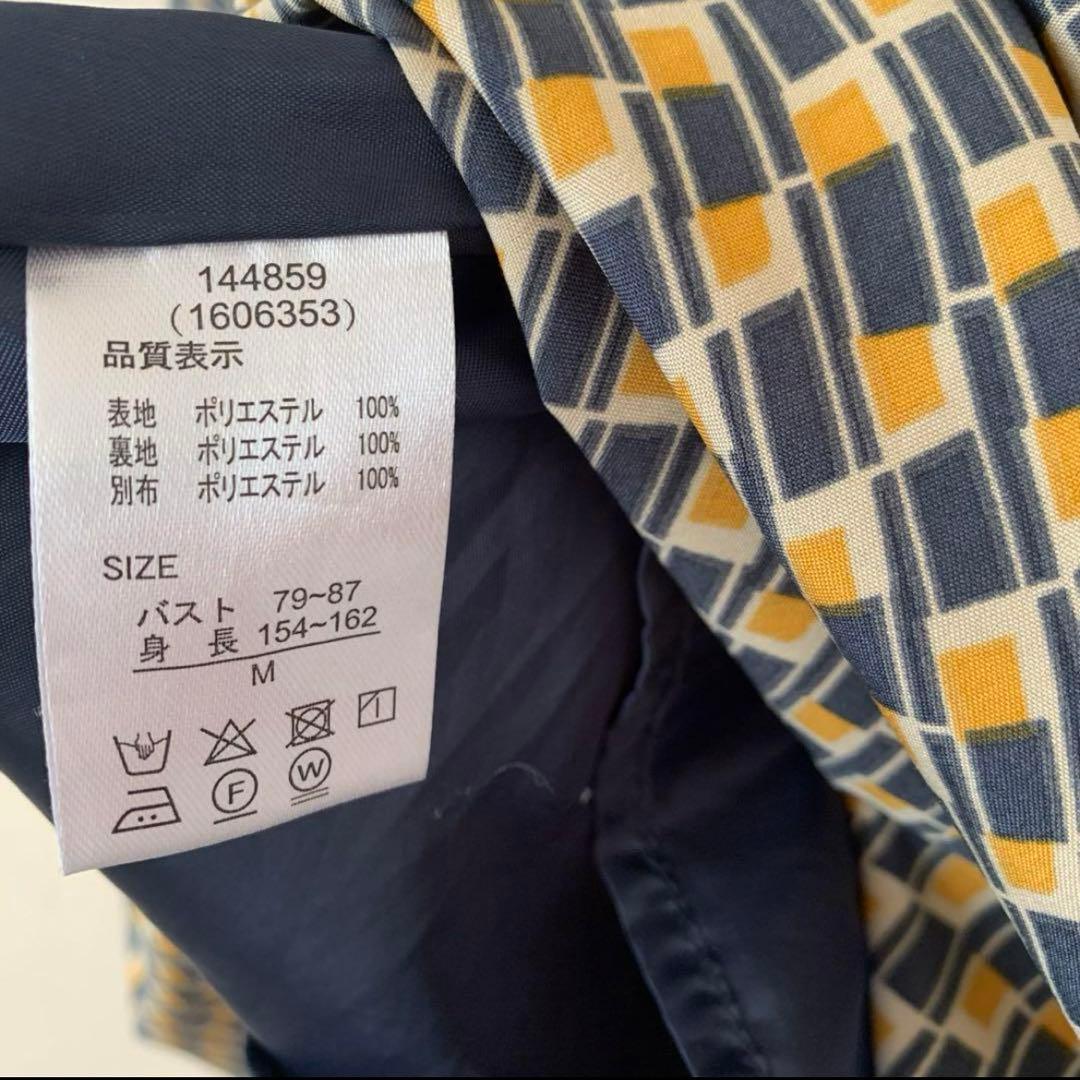 144859
(1606353)
品質表示
表地 ポリエステル 100%
裏地 ポリエステル 100%
別布 ポリエステル 100%
SIZE
バスト 79~87
身 長 154~162
M
F W